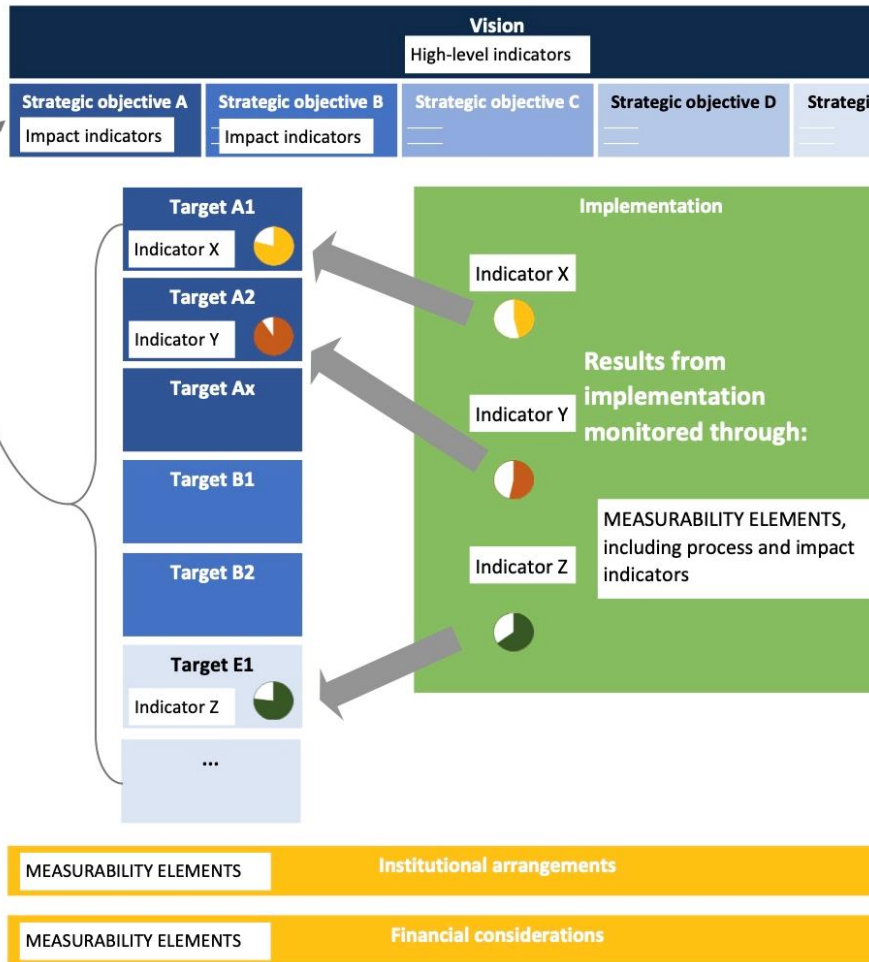 Vision
High-level indicators
Strategic objective A
Strategic objective B
Strategic objective C
Strategic objective D
Impact indicators
Impact indicators
Target A1
Indicator X
Target A2
Indicator Y
Target Ax
Target B1
Target B2
Target E1
Indicator Z
...
Implementation
Indicator X
Results from
implementation
monitored through:
Indicator Y
MEASURABILITY ELEMENTS,
including process and impact
indicators
Indicator Z
MEASURABILITY ELEMENTS
Institutional arrangements
MEASURABILITY ELEMENTS
Financial considerations